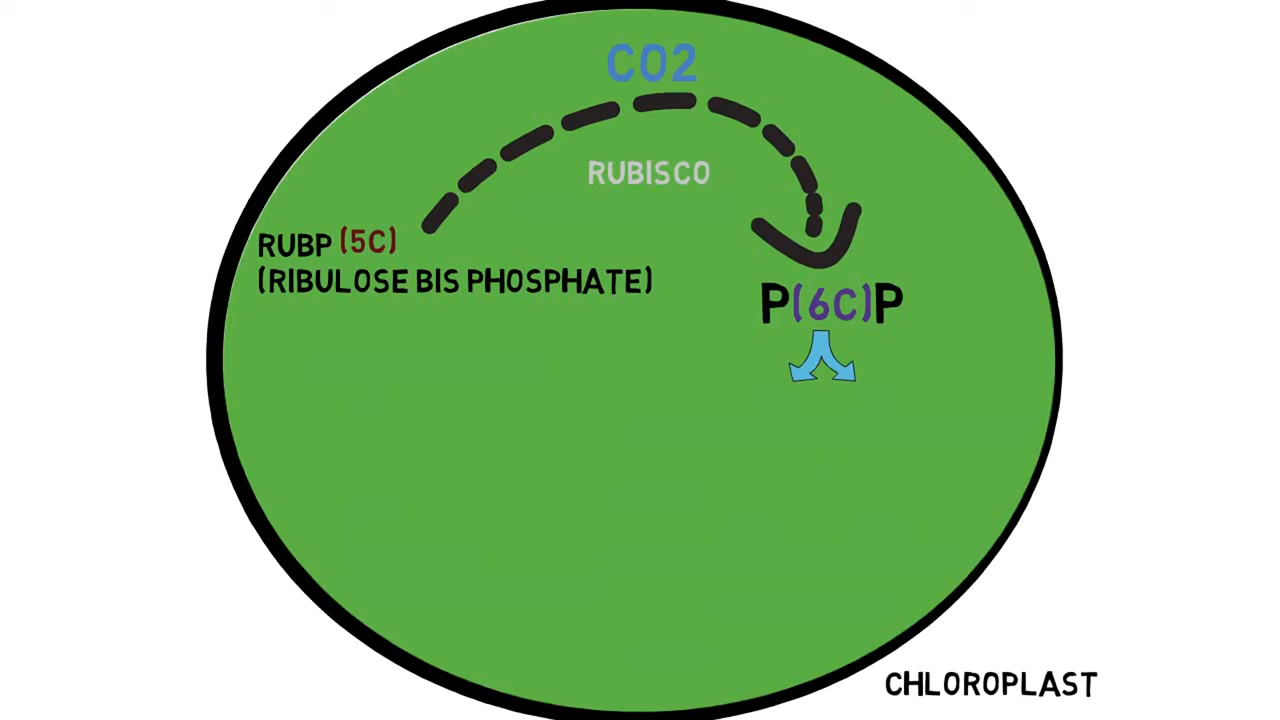 CO2
RUBISCO
RUBP (5C)
(RIBULOSE BIS PHOSPHATE)
P(6C)P
CHLOROPLAST